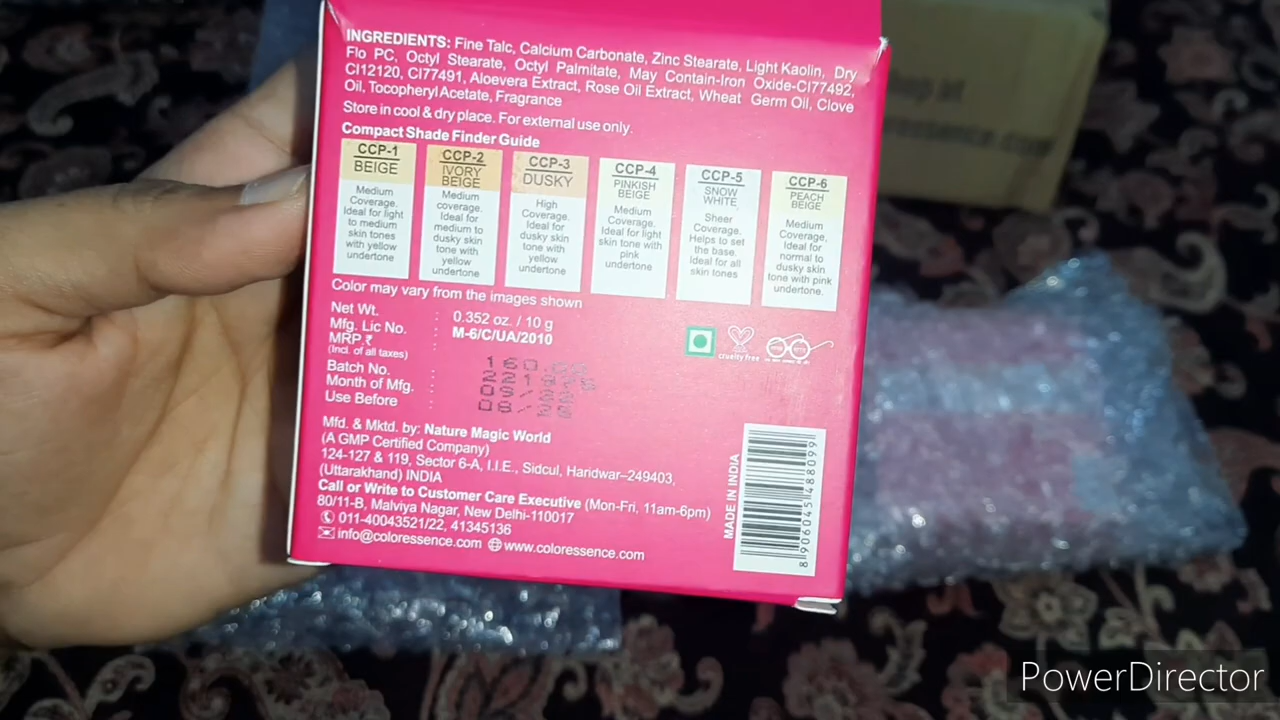 INGREDIENTS: Fine Talc, Calcium Carbonate, Zinc Stearate, Light Kaolin, Dry
Flo PC, Octyl Stearate, Octyl Palmitate, May Contain-Iron Oxide-CI77492,
CI12120, CI77491, Aloevera Extract, Rose Oil Extract, Wheat Germ Oil, Clove
Oil, Tocopheryl Acetate, Fragrance
Store in cool & dry place. For external use only.
Compact Shade Finder Guide
CCP-1
BEIGE
Medium
Coverage.
Ideal for light
to medium
skin tones
with yellow
undertone
CCP-2
IVORY
BEIGE
Medium
coverage.
Ideal for
medium to
dusky skin
tone with
yellow
undertone
CCP-3
DUSKY
High
Coverage.
Ideal for
dusky skin
tone with
yellow
undertone
CCP-4
PINKISH
BEIGE
Medium
Coverage.
Ideal for light
skin tone with
pink
undertone
CCP-5
SNOW
WHITE
Sheer
Coverage.
Helps to set
the base.
Ideal for all
skin tones
CCP-6
PEACH
BEIGE
Medium
Coverage.
Ideal for
normal to
dusky skin
tone with pink
undertone.
Color may vary from the images shown
Net Wt. : 0.352 oz. / 10 g
Mfg. Lic No. : M-6/C/UA/2010
MRP.₹
(Incl. of all taxes)
Batch No. :
Month of Mfg. :
Use Before :
cruelty free
Mfd. & Mktd. by: Nature Magic World
(A GMP Certified Company)
124-127 & 119, Sector 6-A, I.I.E., Sidcul, Haridwar–249403,
(Uttarakhand) INDIA
Call or Write to Customer Care Executive (Mon-Fri, 11am-6pm)
80/11-B, Malviya Nagar, New Delhi-110017
011-40043521/22, 41345136
info@coloressence.com www.coloressence.com
MADE IN INDIA
8906045488099
PowerDirector